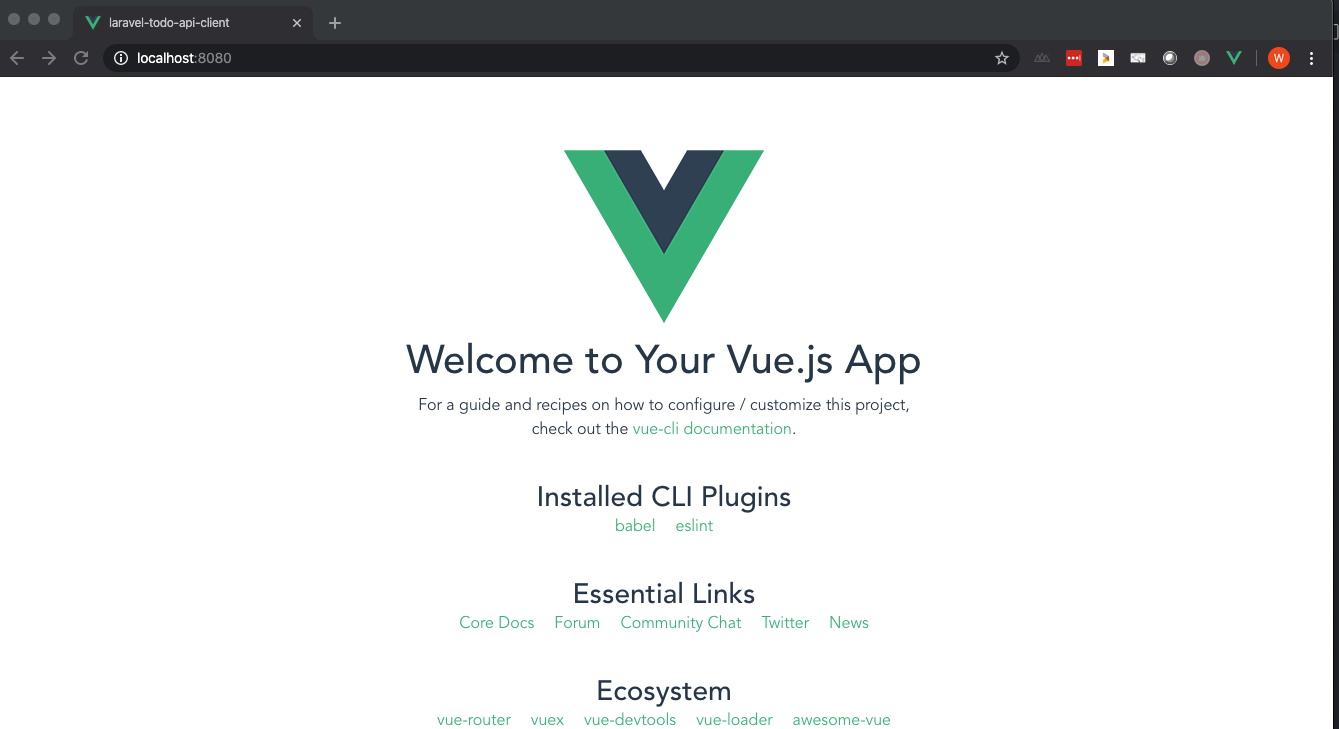 laravel-todo-api-client
localhost:8080
W
Welcome to Your Vue.js App
For a guide and recipes on how to configure / customize this project,
check out the vue-cli documentation.
Installed CLI Plugins
babel eslint
Essential Links
Core Docs Forum Community Chat Twitter News
Ecosystem
vue-router vuex vue-devtools vue-loader awesome-vue